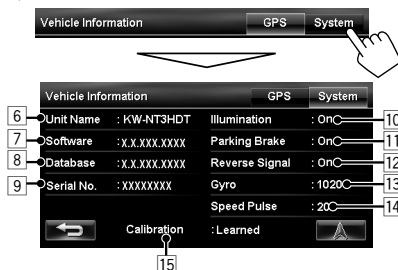 Vehicle Information GPS System
Vehicle Information GPS System
6 Unit Name : KW-NT3HDT Illumination : On 10
7 Software : X.X.XXX.XXXX Parking Brake : On 11
8 Database : X.X.XXX.XXXX Reverse Signal : On 12
9 Serial No. : XXXXXXX Gyro : 1020 13
Speed Pulse : 20 14
Calibration : Learned
15